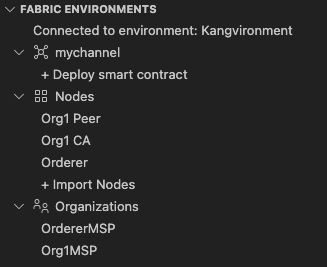 FABRIC ENVIRONMENTS
Connected to environment: Kangvironment
mychannel
+ Deploy smart contract
Nodes
Org1 Peer
Org1 CA
Orderer
+ Import Nodes
Organizations
OrdererMSP
Org1MSP